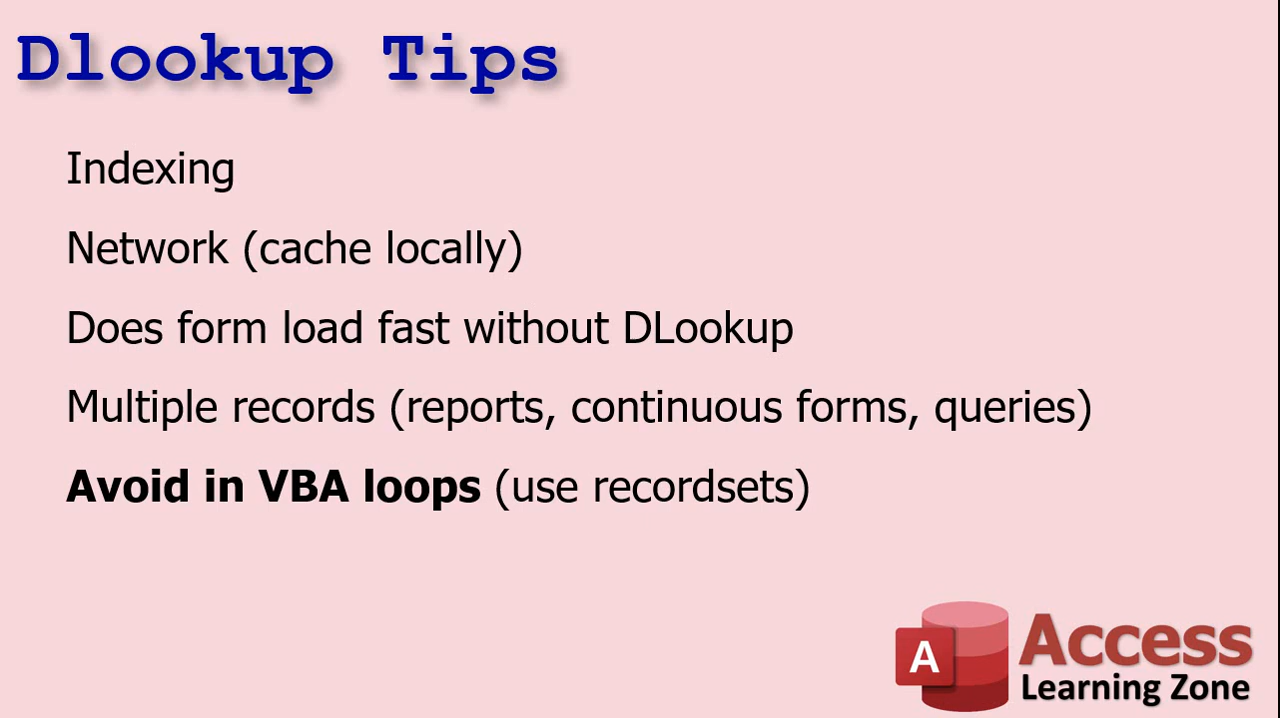 Dlookup Tips
Indexing
Network (cache locally)
Does form load fast without DLookup
Multiple records (reports, continuous forms, queries)
Avoid in VBA loops (use recordsets)
A
Access
Learning Zone